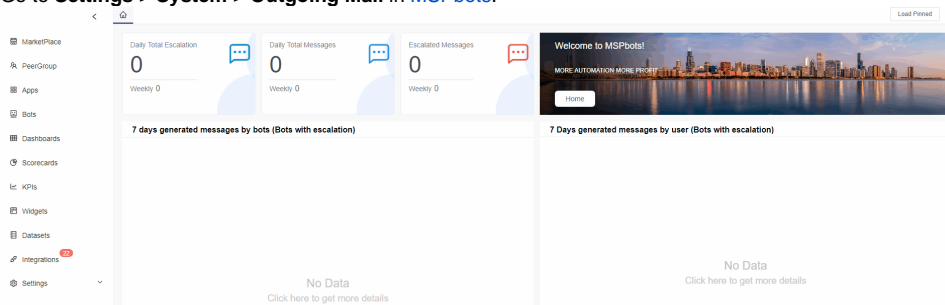 Go to Settings > System > Outgoing Mail in MSPbots.
Load Pinned
MarketPlace
PeerGroup
Apps
Bots
Dashboards
Scorecards
KPIs
Widgets
Datasets
Integrations 22
Settings
Daily Total Escalation
0
Weekly 0
Daily Total Messages
0
Weekly 0
Escalated Messages
0
Weekly 0
Welcome to MSPbots!
MORE AUTOMATION MORE PROFIT
Home
7 days generated messages by bots (Bots with escalation)
No Data
Click here to get more details
7 Days generated messages by user (Bots with escalation)
No Data
Click here to get more details